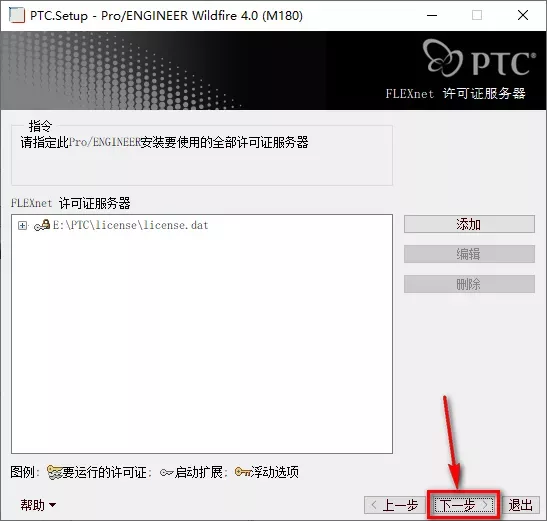 PTC.Setup - Pro/ENGINEER Wildfire 4.0 (M180)
PTC®
FLEXnet 许可证服务器
指令
请指定此Pro/ENGINEER安装要使用的全部许可证服务器
FLEXnet 许可证服务器
E:\PTC\license\license.dat
添加
编辑
删除
图例: 要运行的许可证: 启动扩展: 浮动选项
帮助
< 上一步 下一步 > 退出